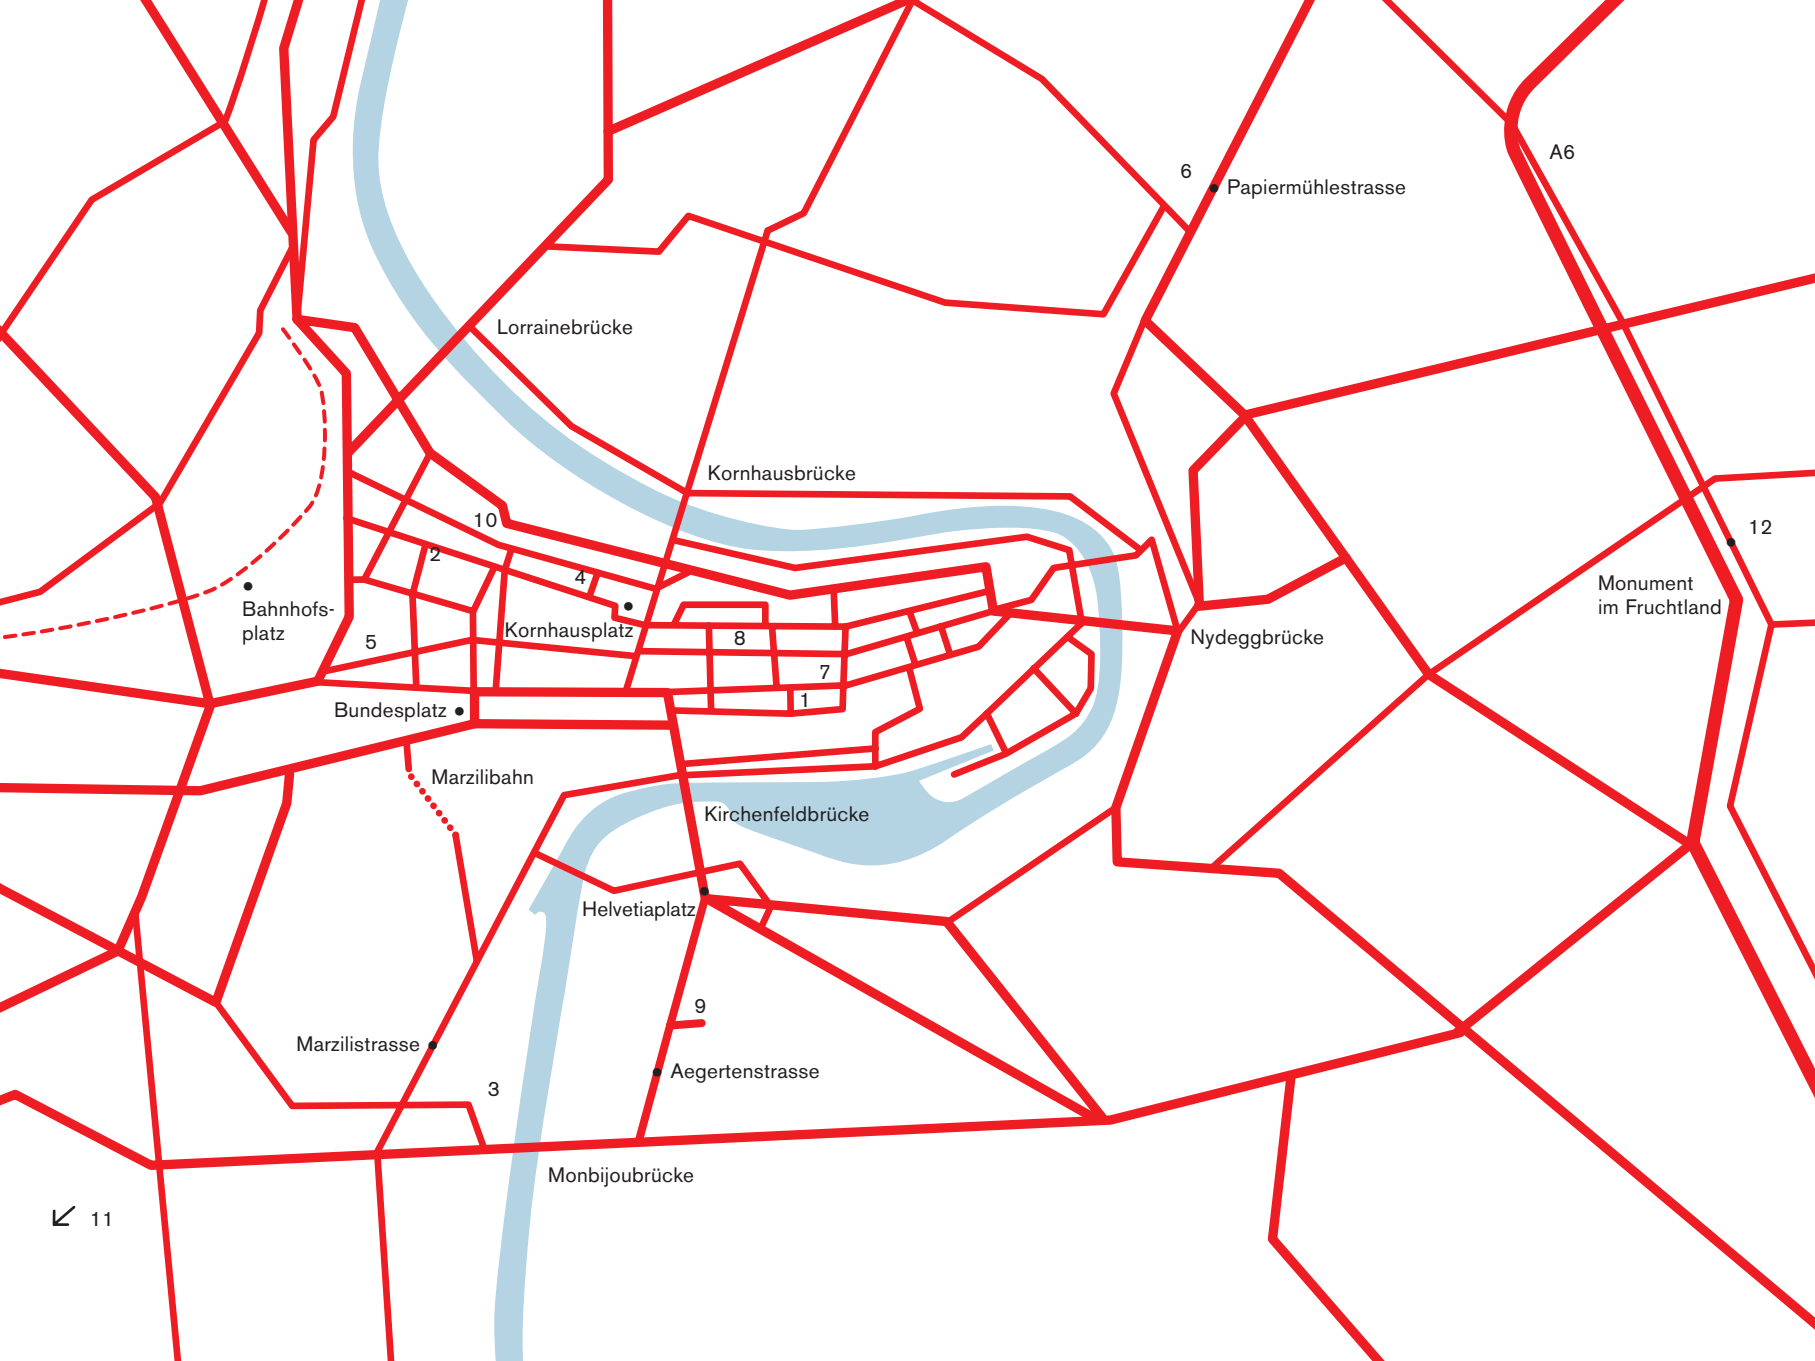 A6
6
Papiermühlestrasse
Lorrainebrücke
Kornhausbrücke
10
12
2
4
Monument
im Fruchtland
Bahnhofs-
platz
5
Kornhausplatz
8
Nydeggbrücke
7
1
Bundesplatz
Marzilibahn
Kirchenfeldbrücke
Helvetiaplatz
9
Marzilistrasse
Aegertenstrasse
3
Monbijoubrücke
11